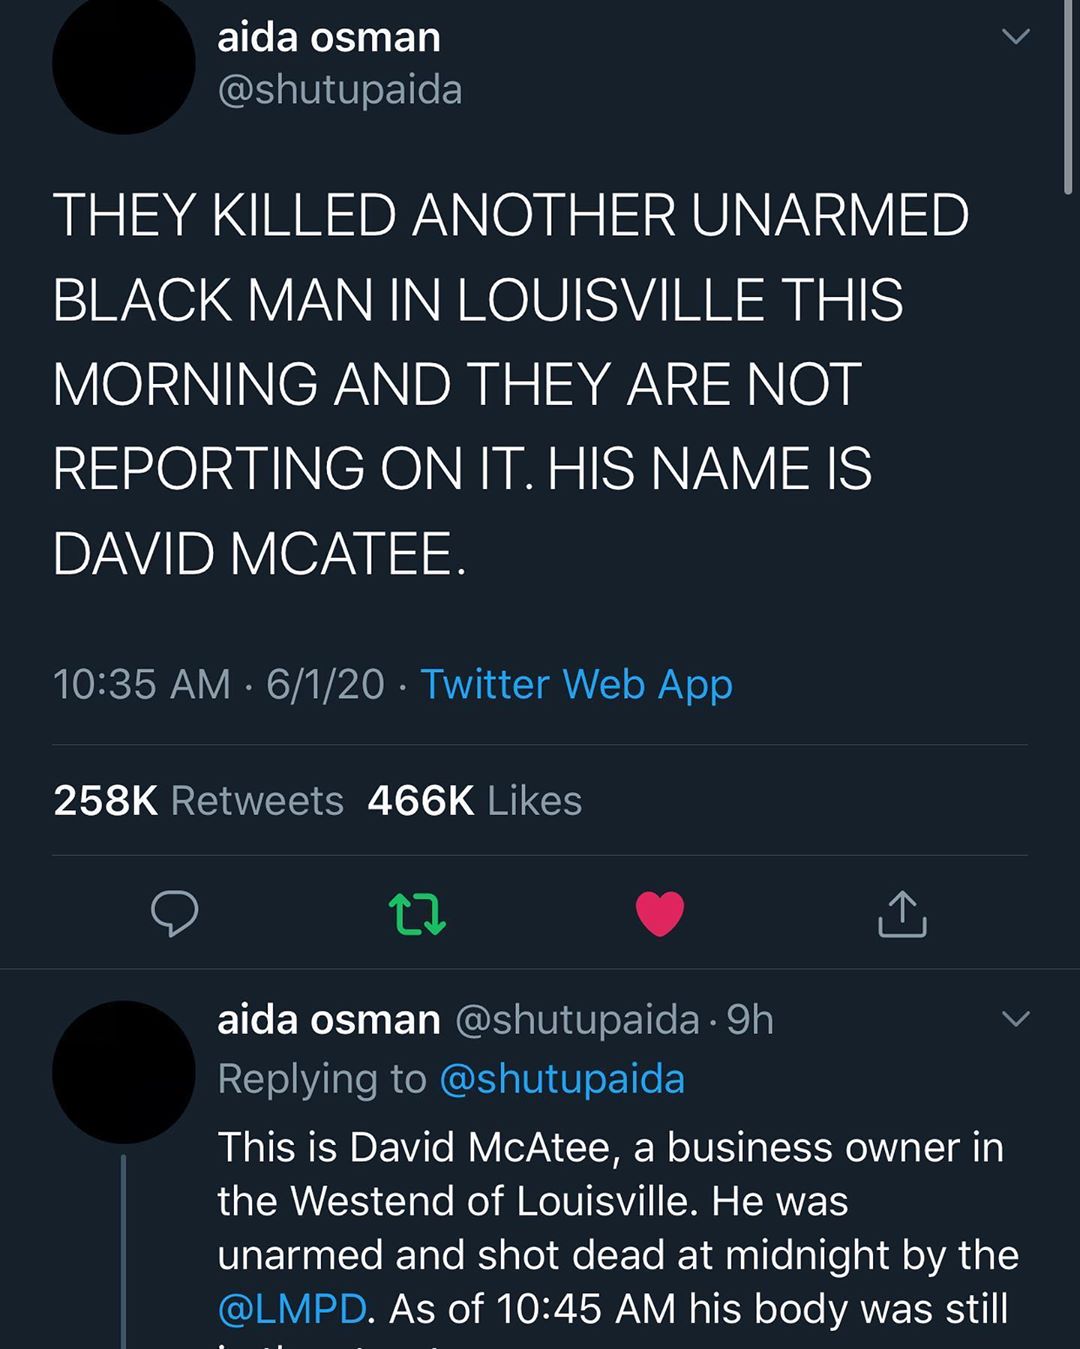 aida osman
@shutupaida
THEY KILLED ANOTHER UNARMED
BLACK MAN IN LOUISVILLE THIS
MORNING AND THEY ARE NOT
REPORTING ON IT. HIS NAME IS
DAVID MCATEE.
10:35 AM · 6/1/20 · Twitter Web App
258K Retweets 466K Likes
aida osman @shutupaida · 9h
Replying to @shutupaida
This is David McAtee, a business owner in
the Westend of Louisville. He was
unarmed and shot dead at midnight by the
@LMPD. As of 10:45 AM his body was still